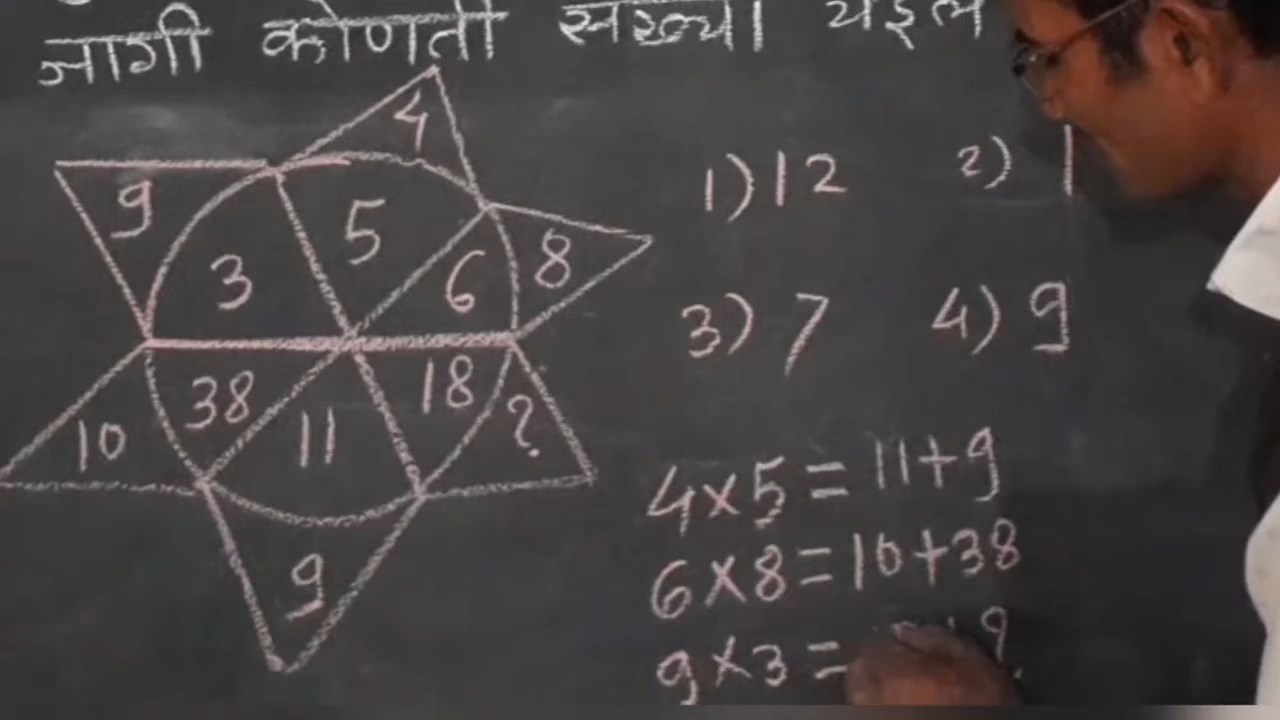 जागी कोणती संख्या येईल
4
9
5
3
6 8
38 18
10 11 ?
9
1) 12 2) 1
3) 7 4) 9
4×5=11+9
6×8=10+38
9×3= + ?